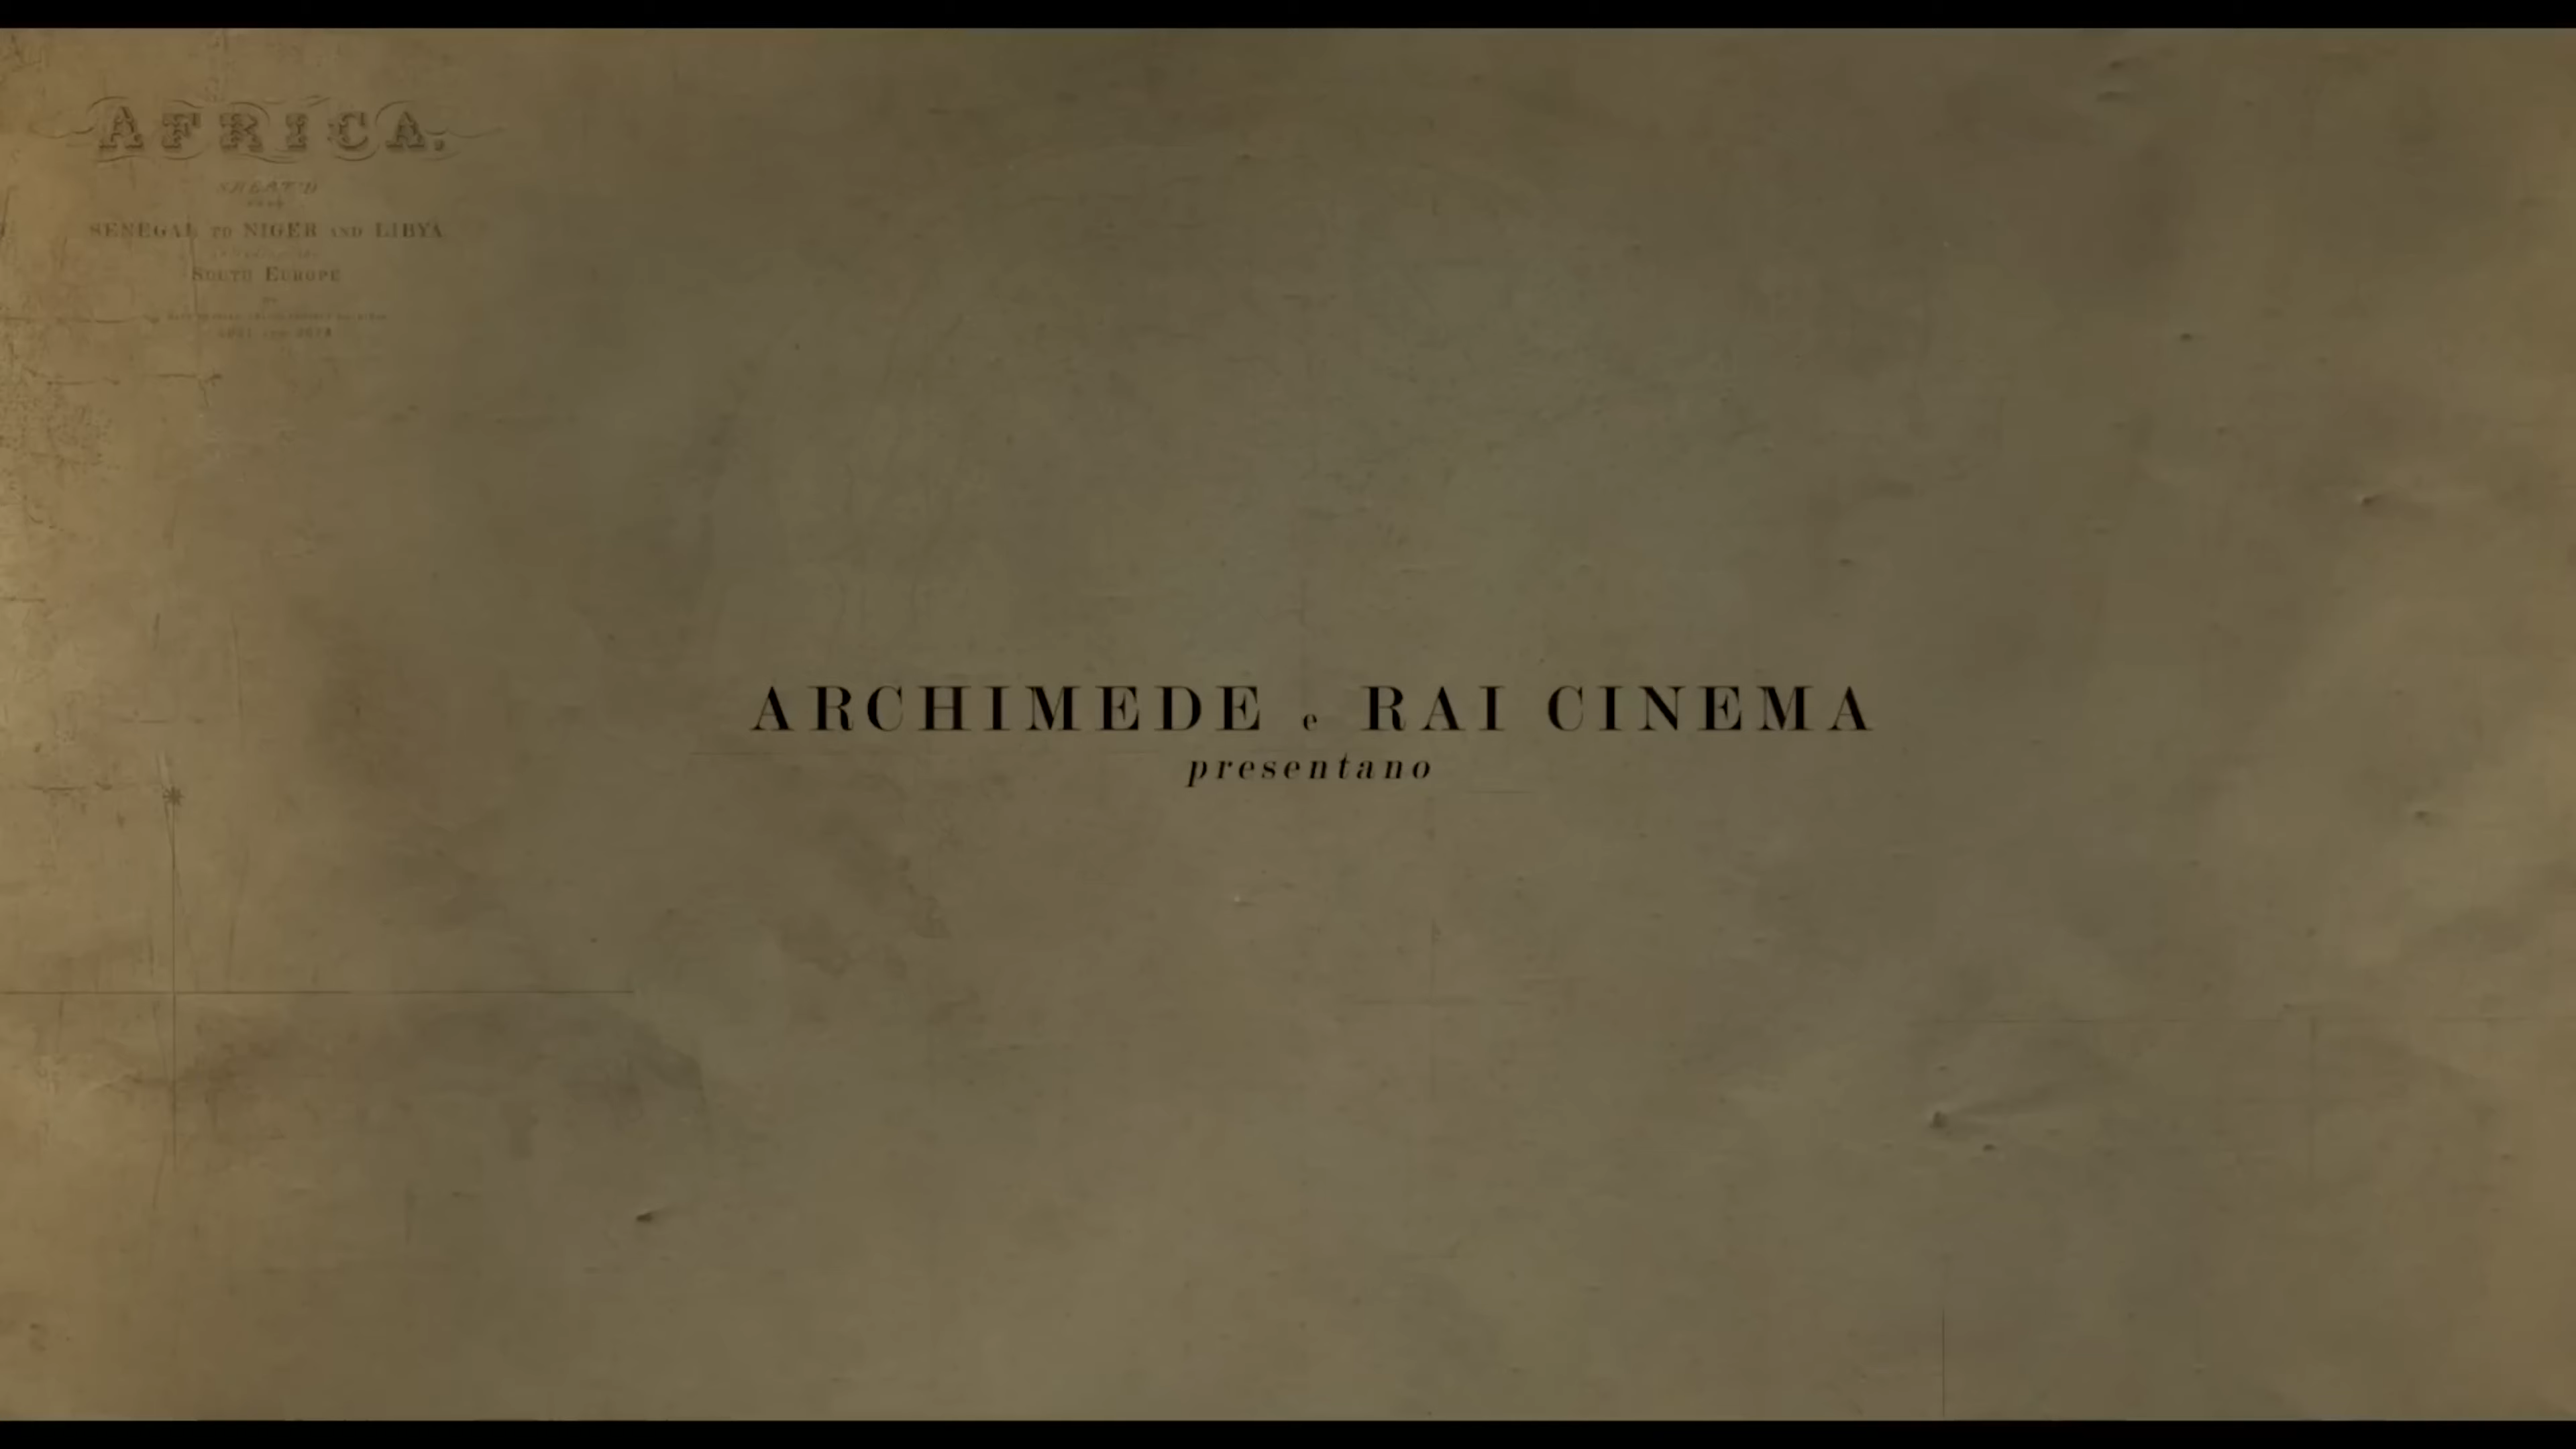 AFRICA.
SENEGAL TO NIGER AND LIBYA
SOUTH EUROPE
ARCHIMEDE e RAI CINEMA
presentano